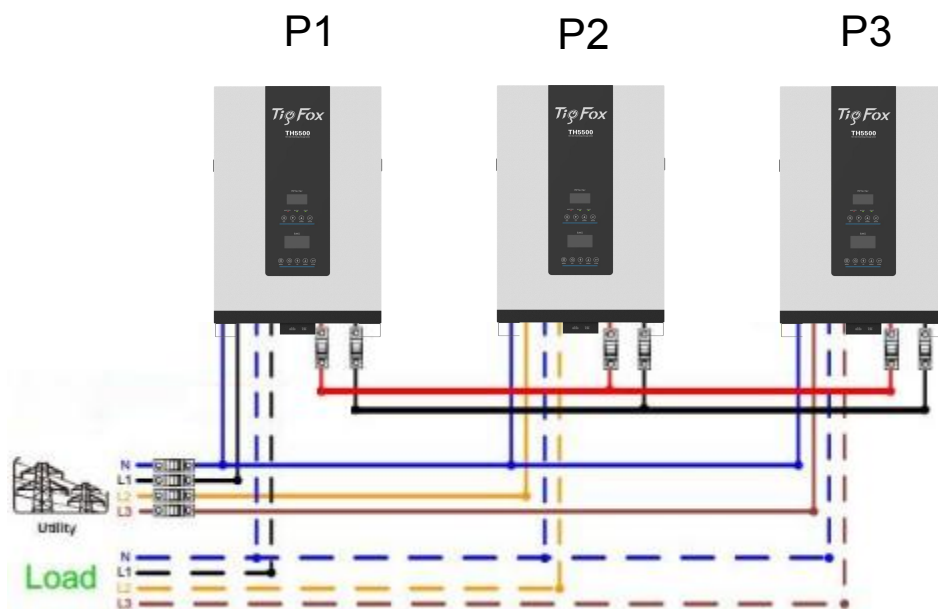 P1
P2
P3
TigFox
TH5500
TigFox
TH5500
TigFox
TH5500
N
L1
L2
L3
Utility
Load
N
L1
L2
L3